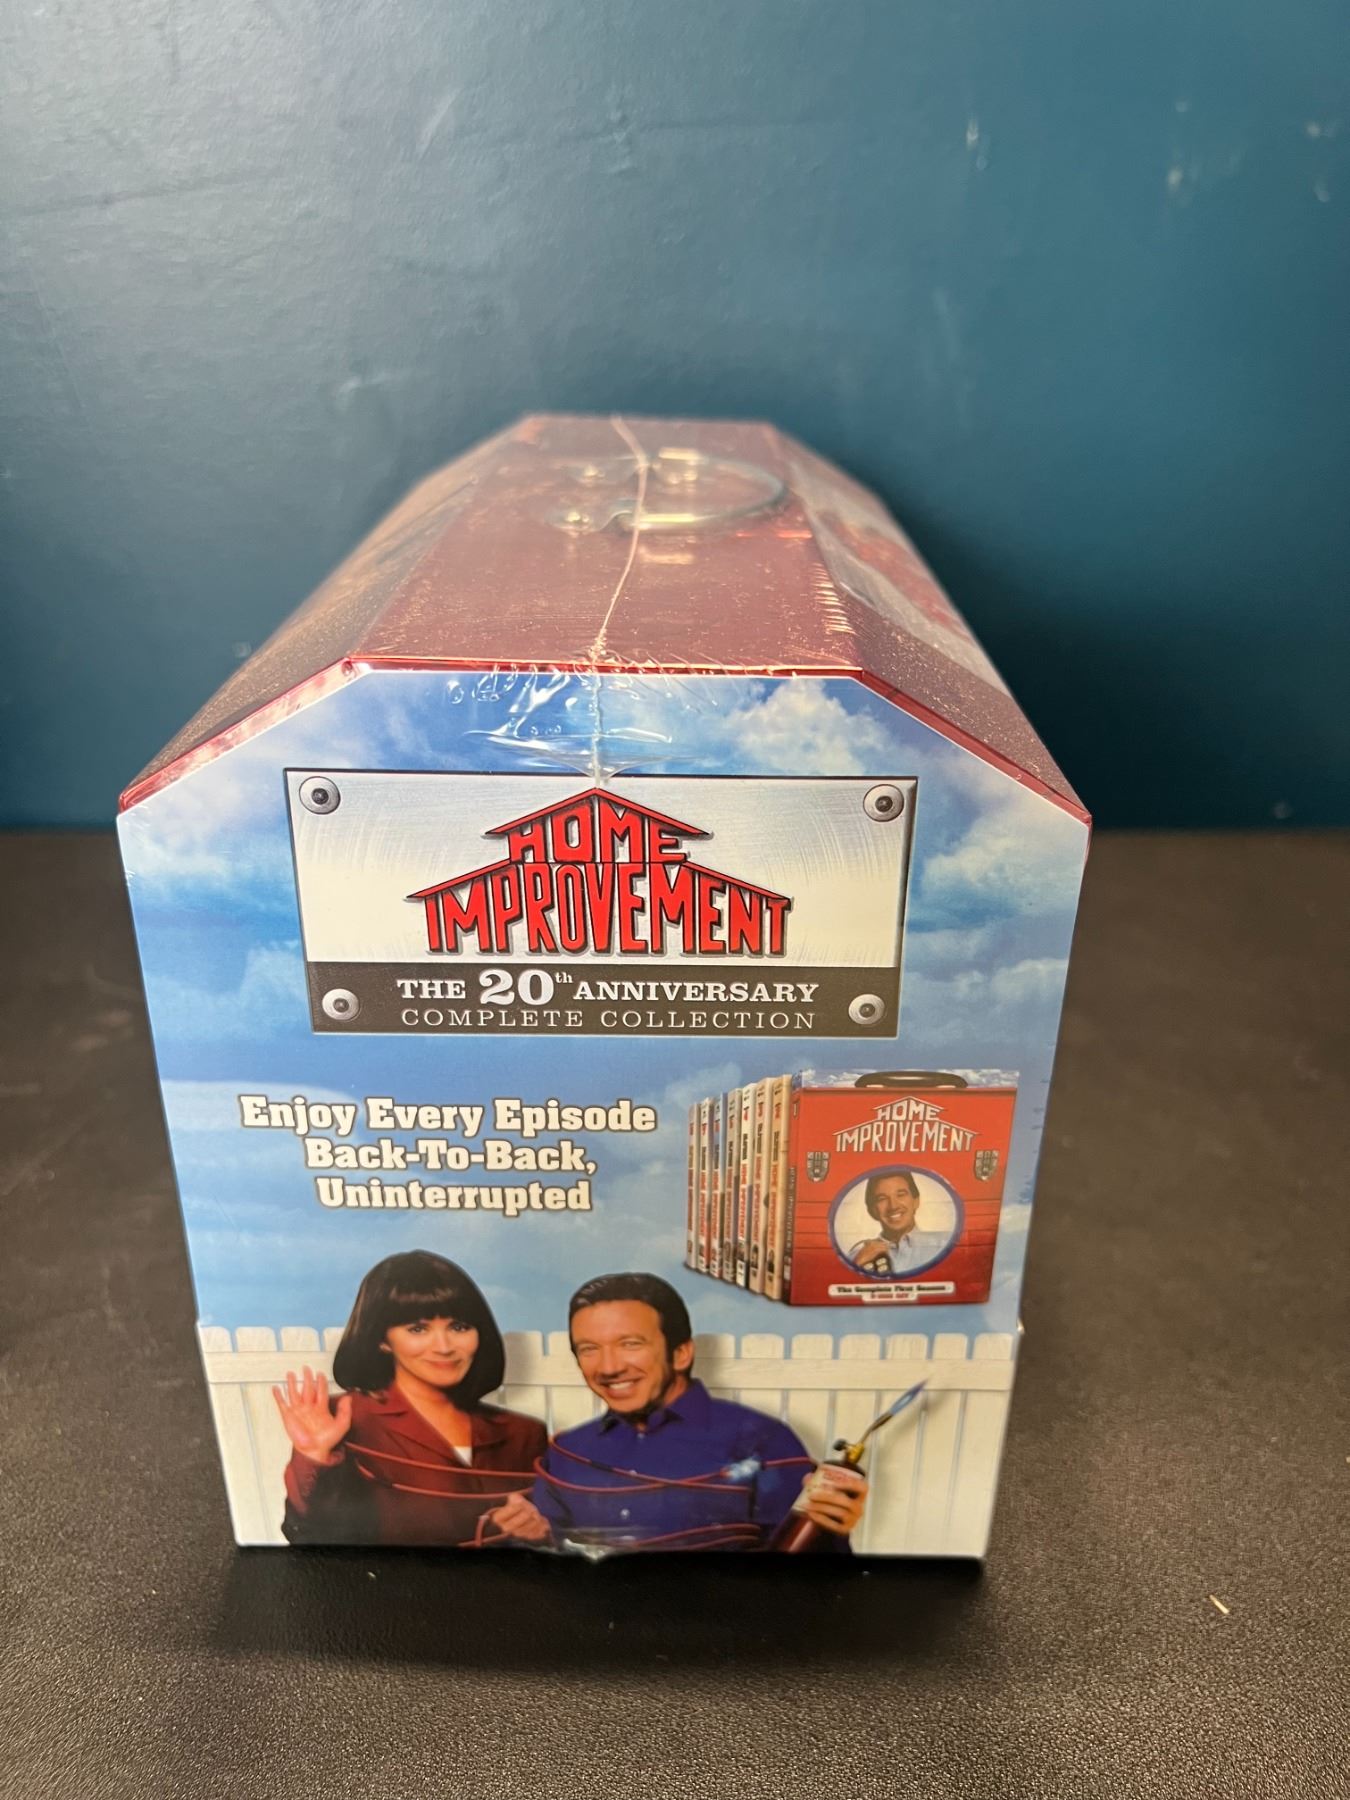 HOME
IMPROVEMENT
THE 20th ANNIVERSARY
COMPLETE COLLECTION
Enjoy Every Episode
Back-To-Back,
Uninterrupted
HOME
IMPROVEMENT
The Complete First Season